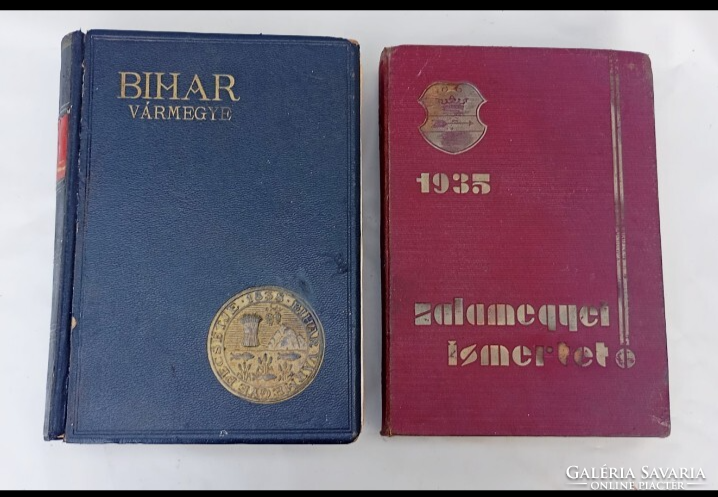 BIHAR
VÁRMEGYE
1935
zalamegyei
ismertető
GALÉRIA SAVARIA
ONLINE PIACTÉR